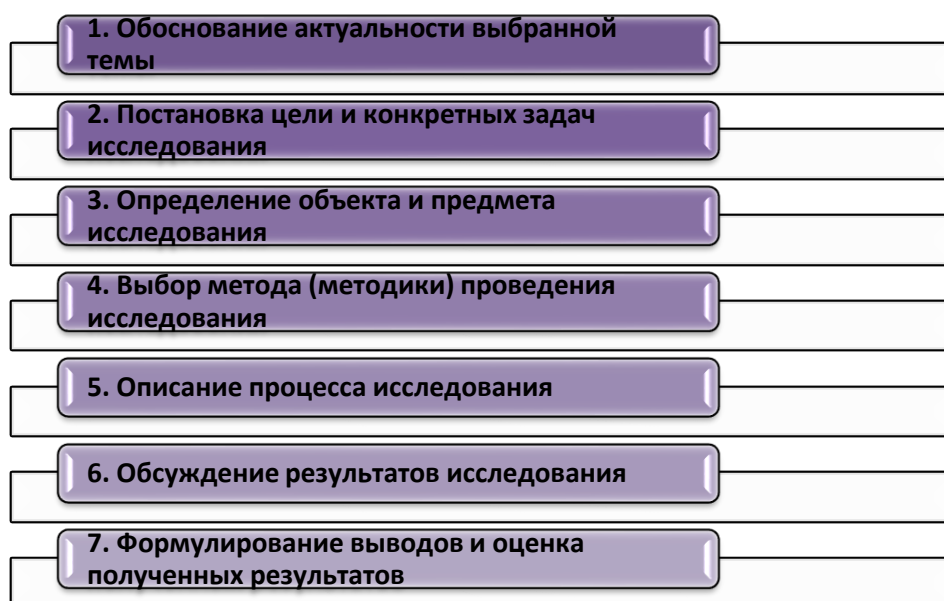 1. Обоснование актуальности выбранной
темы
2. Постановка цели и конкретных задач
исследования
3. Определение объекта и предмета
исследования
4. Выбор метода (методики) проведения
исследования
5. Описание процесса исследования
6. Обсуждение результатов исследования
7. Формулирование выводов и оценка
полученных результатов